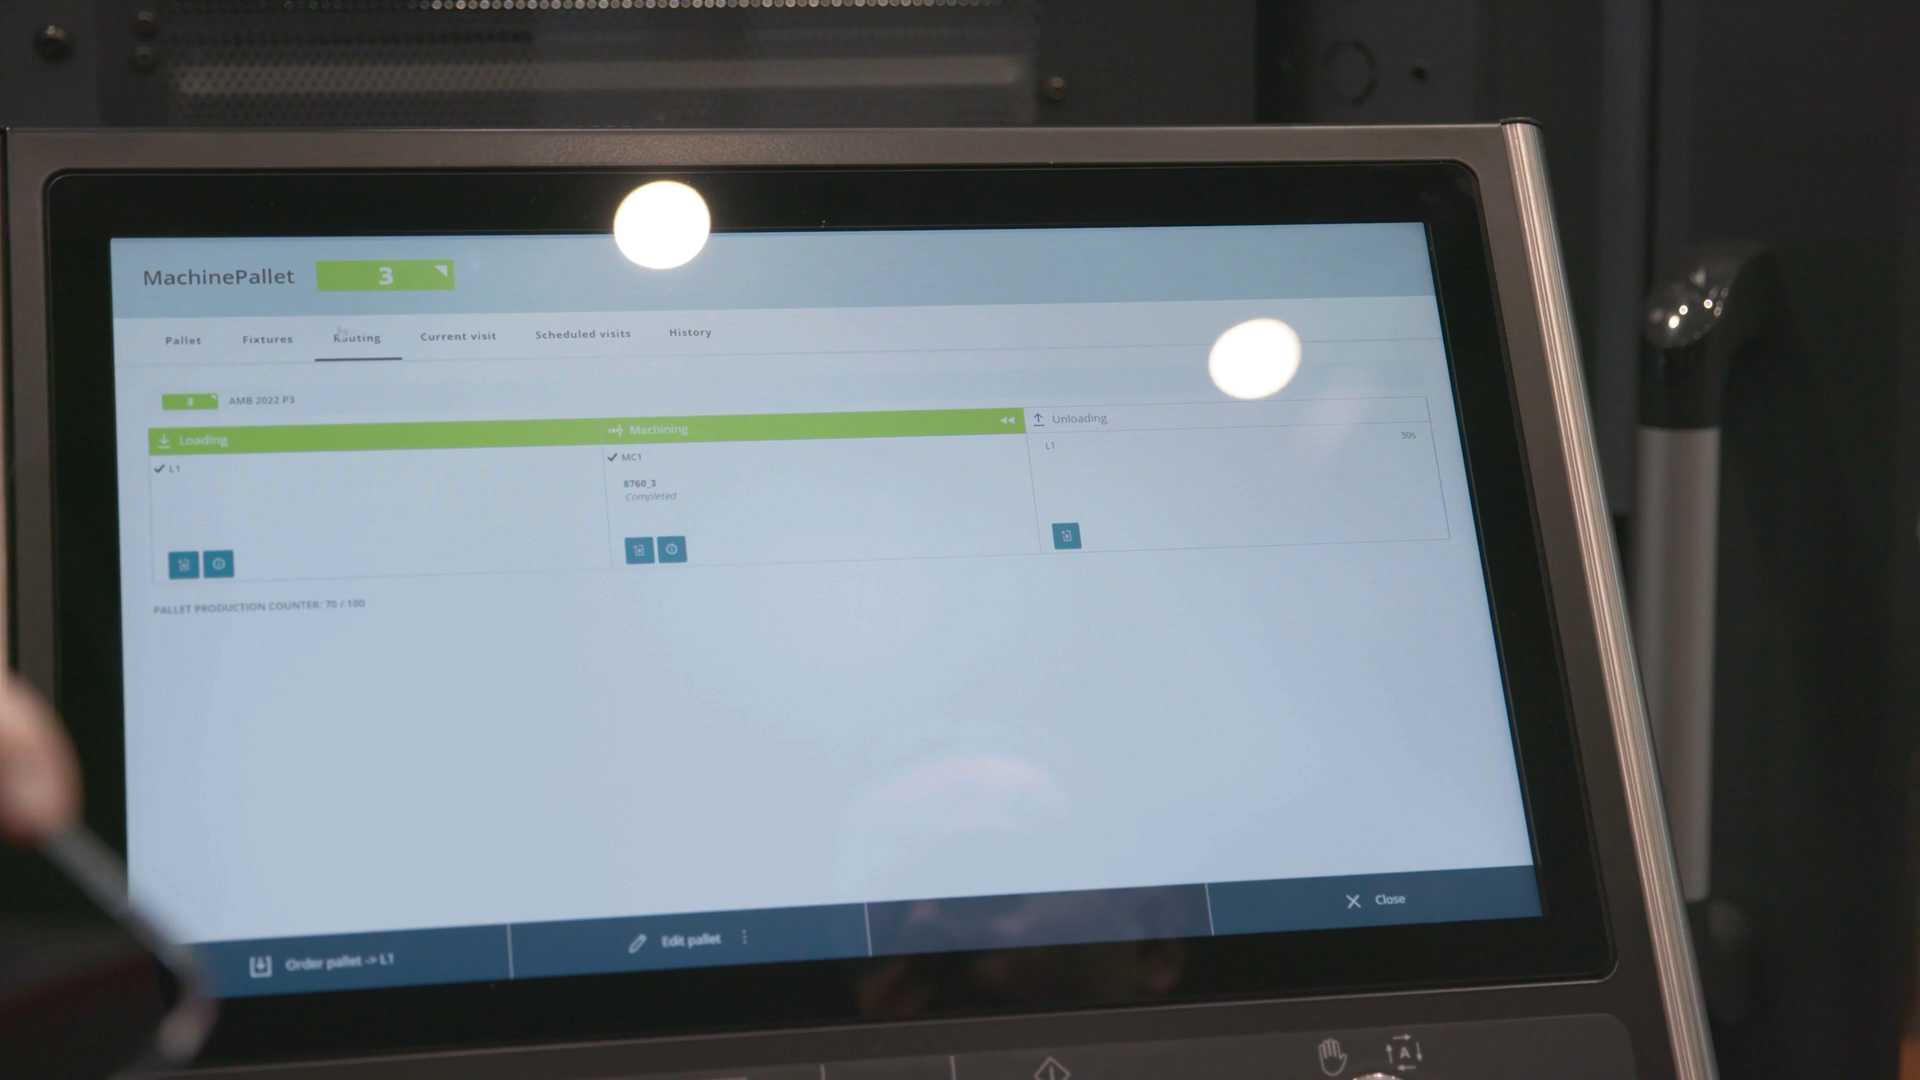 MachinePallet 3
Pallet Fixtures Routing Current visit Scheduled visits History
3 AMB 2022 P3
Loading Machining Unloading
L1 MC1 L1 30s
8760_3
Completed
PALLET PRODUCTION COUNTER: 70 / 100
Order pallet -> L1 Edit pallet Close
A